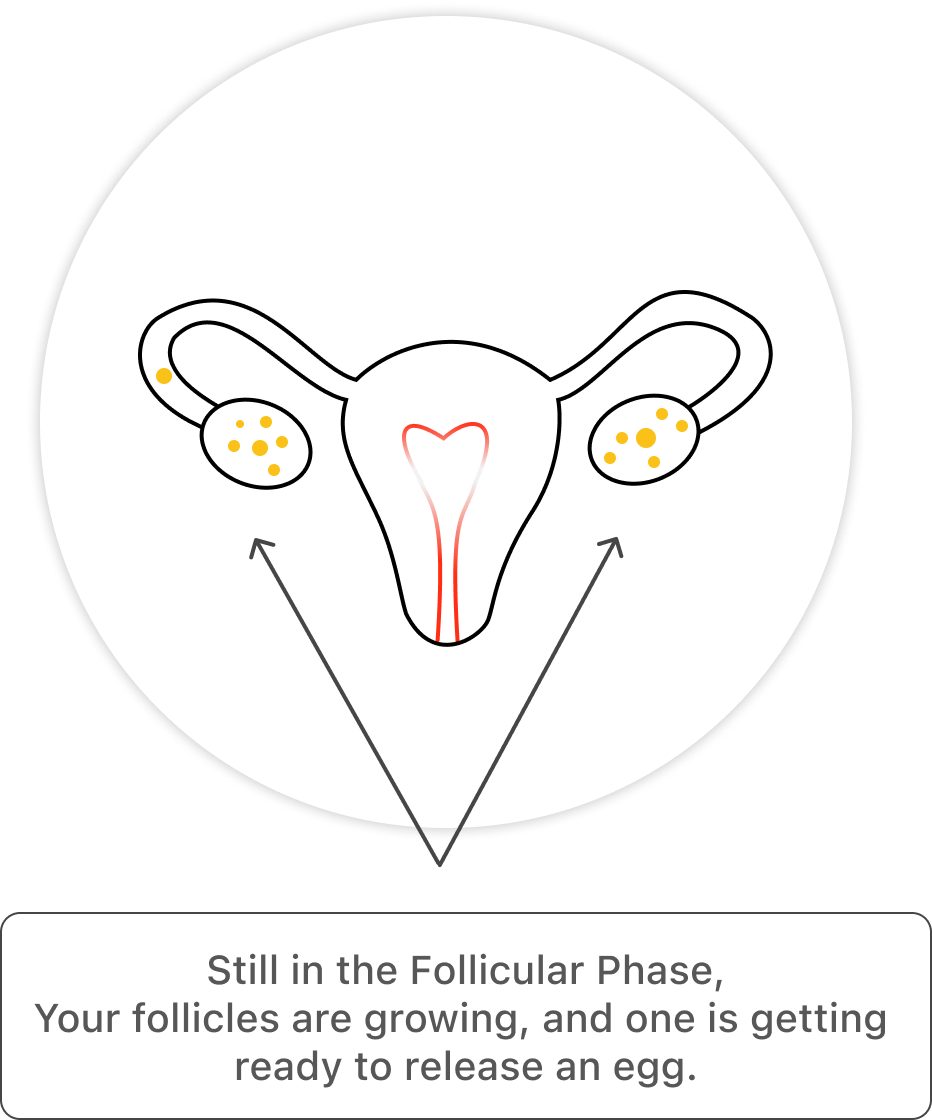 Still in the Follicular Phase,
Your follicles are growing, and one is getting
ready to release an egg.